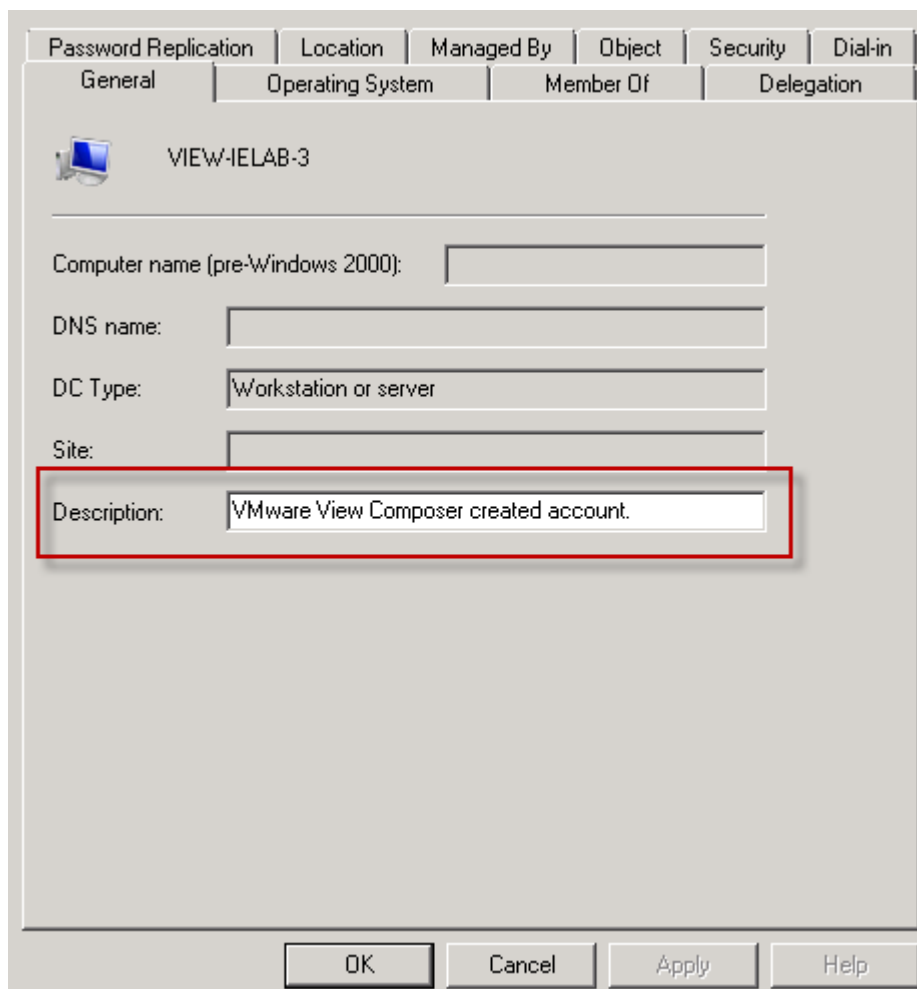 Password Replication Location Managed By Object Security Dial-in
General Operating System Member Of Delegation
VIEW-IELAB-3
Computer name (pre-Windows 2000):
DNS name:
DC Type: Workstation or server
Site:
Description: VMware View Composer created account.
OK Cancel Apply Help